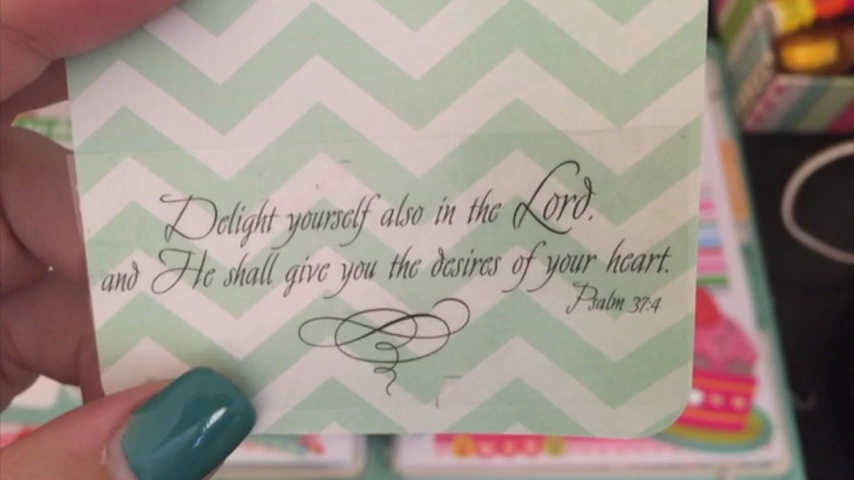 Delight yourself also in the Lord,
and He shall give you the desires of your heart.
Psalm 37:4